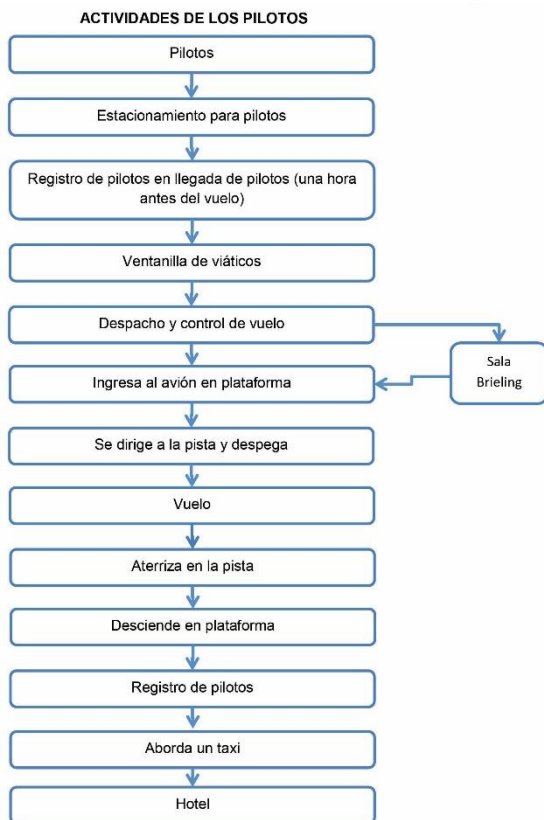 ACTIVIDADES DE LOS PILOTOS
Pilotos
Estacionamiento para pilotos
Registro de pilotos en llegada de pilotos (una hora
antes del vuelo)
Ventanilla de viáticos
Despacho y control de vuelo
Sala
Brieling
Ingresa al avión en plataforma
Se dirige a la pista y despega
Vuelo
Aterriza en la pista
Desciende en plataforma
Registro de pilotos
Aborda un taxi
Hotel